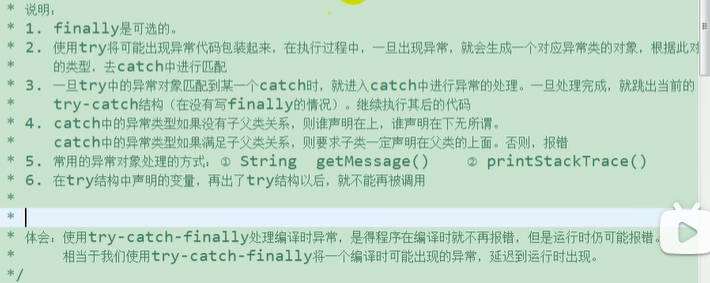 * 说明:
* 1. finally是可选的。
* 2. 使用try将可能出现异常代码包装起来，在执行过程中，一旦出现异常，就会生成一个对应异常类的对象，根据此对
* 的类型，去catch中进行匹配
* 3. 一旦try中的异常对象匹配到某一个catch时，就进入catch中进行异常的处理。一旦处理完成，就跳出当前的
* try-catch结构（在没有写finally的情况）。继续执行其后的代码
* 4. catch中的异常类型如果没有子父类关系，则谁声明在上，谁声明在下无所谓。
* catch中的异常类型如果满足子父类关系，则要求子类一定声明在父类的上面。否则，报错
* 5. 常用的异常对象处理的方式：① String getMessage() ② printStackTrace()
* 6. 在try结构中声明的变量，再出了try结构以后，就不能再被调用
*
*
* 体会：使用try-catch-finally处理编译时异常，是得程序在编译时就不再报错，但是运行时仍可能报错。
* 相当于我们使用try-catch-finally将一个编译时可能出现的异常，延迟到运行时出现。
*/